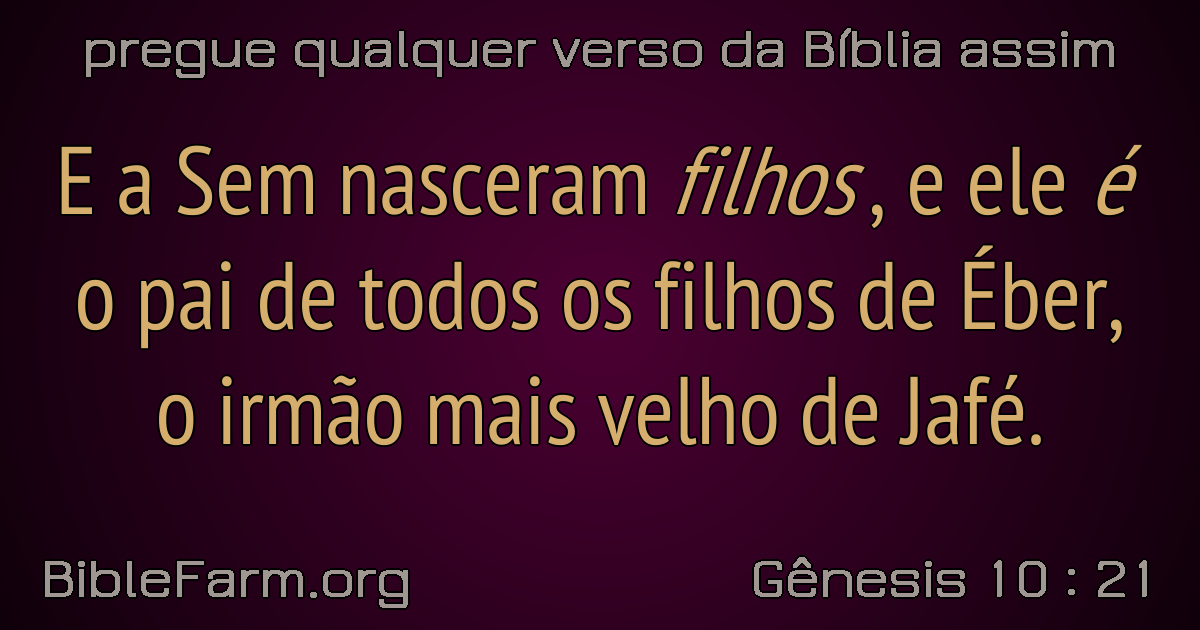 pregue qualquer verso da Bíblia assim
E a Sem nasceram filhos, e ele é
o pai de todos os filhos de Éber,
o irmão mais velho de Jafé.
BibleFarm.org
Gênesis 10 : 21